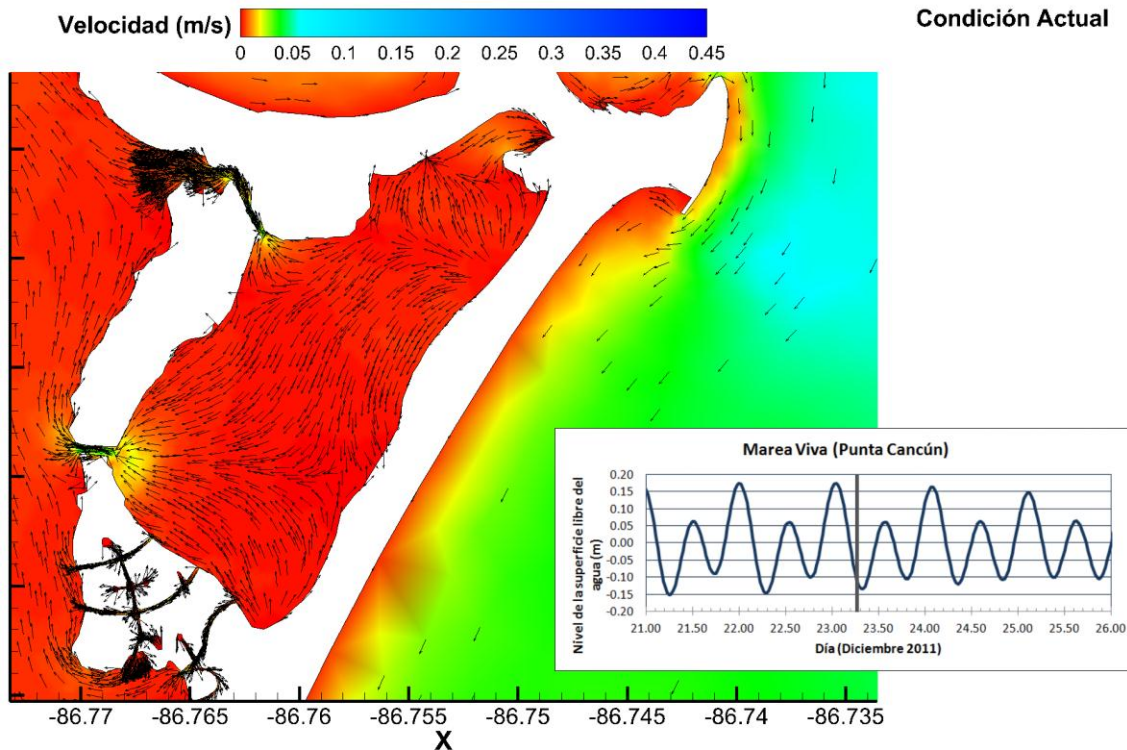 Velocidad (m/s)
0 0.05 0.1 0.15 0.2 0.25 0.3 0.35 0.4 0.45
Condición Actual
-86.77 -86.765 -86.76 -86.755 -86.75 -86.745 -86.74 -86.735
X
Marea Viva (Punta Cancún)
Nivel de la superficie libre del
agua (m)
0.20
0.15
0.10
0.05
0.00
-0.05
-0.10
-0.15
-0.20
21.00 21.50 22.00 22.50 23.00 23.50 24.00 24.50 25.00 25.50 26.00
Día (Diciembre 2011)